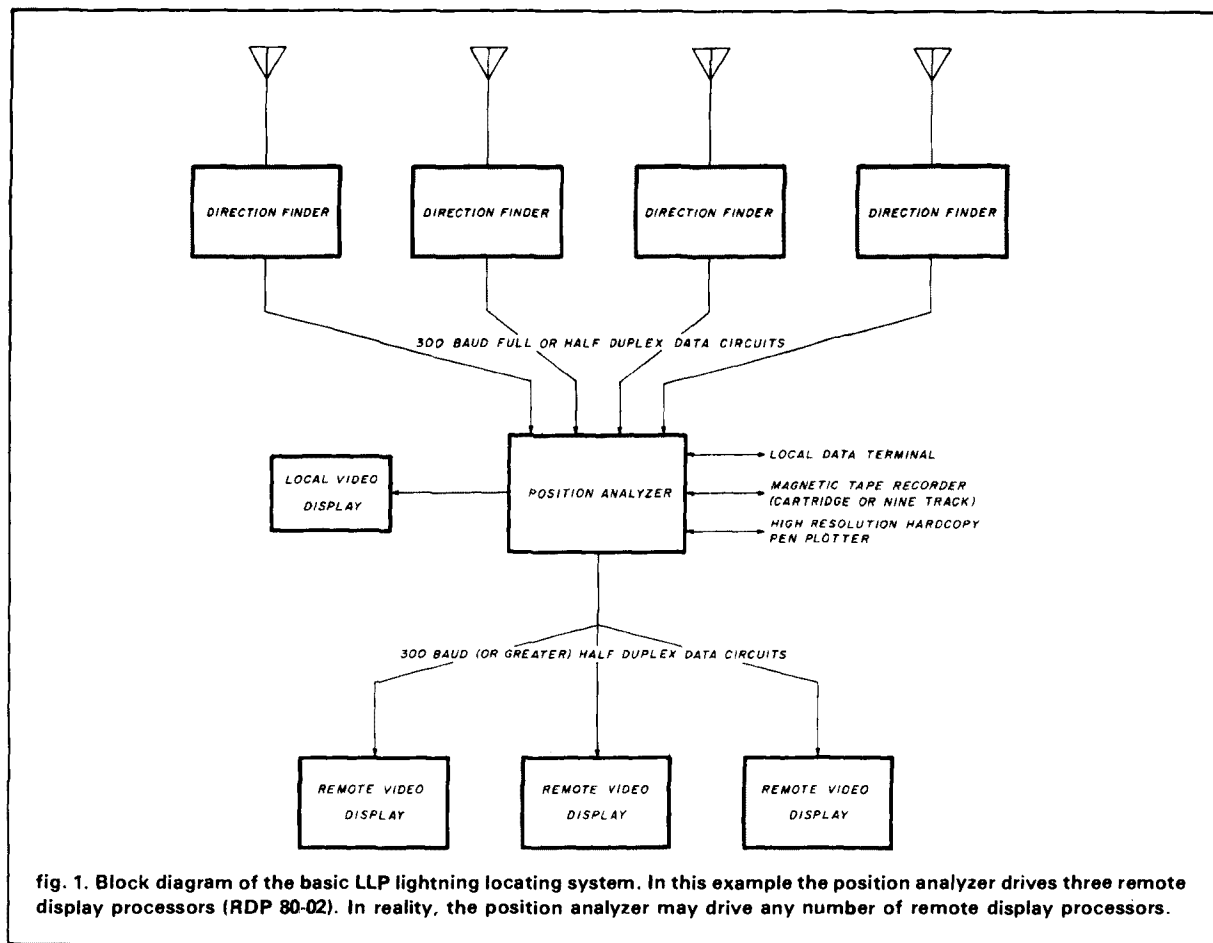 DIRECTION FINDER
DIRECTION FINDER
DIRECTION FINDER
DIRECTION FINDER
300 BAUD FULL OR HALF DUPLEX DATA CIRCUITS
LOCAL VIDEO
DISPLAY
POSITION ANALYZER
LOCAL DATA TERMINAL
MAGNETIC TAPE RECORDER
(CARTRIDGE OR NINE TRACK)
HIGH RESOLUTION HARDCOPY
PEN PLOTTER
300 BAUD (OR GREATER) HALF DUPLEX DATA CIRCUITS
REMOTE VIDEO
DISPLAY
REMOTE VIDEO
DISPLAY
REMOTE VIDEO
DISPLAY
fig. 1. Block diagram of the basic LLP lightning locating system. In this example the position analyzer drives three remote
display processors (RDP 80-02). In reality, the position analyzer may drive any number of remote display processors.